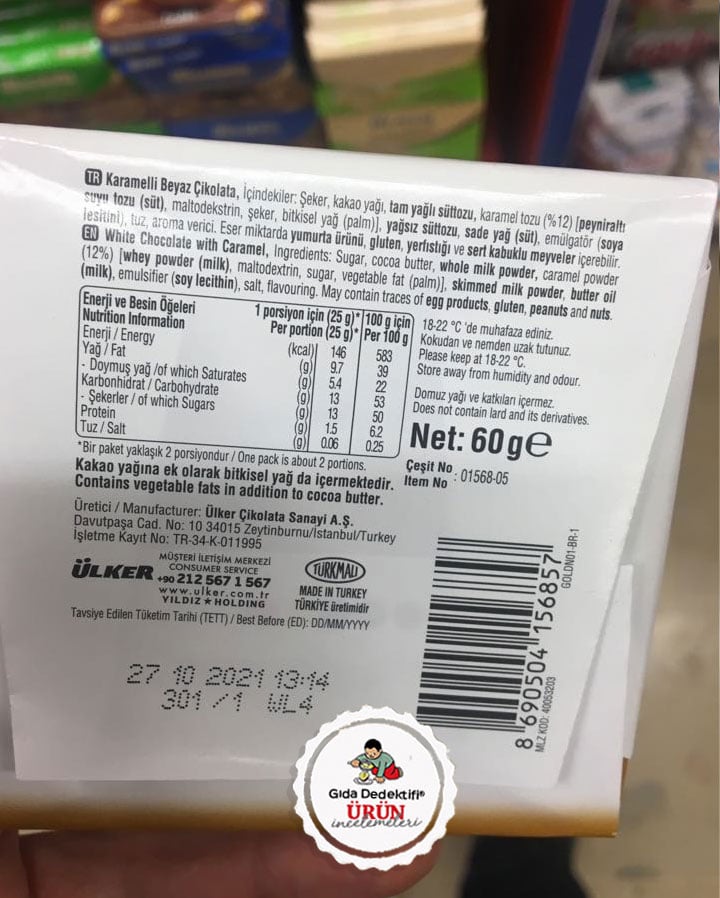 TR Karamelli Beyaz Çikolata, İçindekiler: Şeker, kakao yağı, tam yağlı süttozu, karamel tozu (%12) [peyniraltı
suyu tozu (süt), maltodekstrin, şeker, bitkisel yağ (palm)], yağsız süttozu, sade yağ (süt), emülgatör (soya
lesitini), tuz, aroma verici. Eser miktarda yumurta ürünü, gluten, yerfıstığı ve sert kabuklu meyveler içerebilir.
EN White Chocolate with Caramel, Ingredients: Sugar, cocoa butter, whole milk powder, caramel powder
(12%) [whey powder (milk), maltodextrin, sugar, vegetable fat (palm)], skimmed milk powder, butter oil
(milk), emulsifier (soy lecithin), salt, flavouring. May contain traces of egg products, gluten, peanuts and nuts.
Enerji ve Besin Öğeleri 1 porsiyon için (25 g)* 100 g için
Nutrition Information Per portion (25 g)* Per 100 g
Enerji / Energy (kcal) 146 583
Yağ / Fat (g) 9.7 39
- Doymuş yağ /of which Saturates (g) 5.4 22
Karbonhidrat / Carbohydrate (g) 13 53
- Şekerler / of which Sugars (g) 13 50
Protein (g) 1.5 6.2
Tuz / Salt (g) 0.06 0.25
*Bir paket yaklaşık 2 porsiyondur / One pack is about 2 portions.
Kakao yağına ek olarak bitkisel yağ da içermektedir.
Contains vegetable fats in addition to cocoa butter.
18-22 °C 'de muhafaza ediniz.
Kokudan ve nemden uzak tutunuz.
Please keep at 18-22 °C.
Store away from humidity and odour.
Domuz yağı ve katkıları içermez.
Does not contain lard and its derivatives.
Net: 60 g e
Çeşit No
Item No : 01568-05
Üretici / Manufacturer: Ülker Çikolata Sanayi A.Ş.
Davutpaşa Cad. No: 10 34015 Zeytinburnu/İstanbul/Turkey
İşletme Kayıt No: TR-34-K-011995
ÜLKER
MÜŞTERİ İLETİŞİM MERKEZİ
CONSUMER SERVICE
+90 212 567 1 567
www.ulker.com.tr
YILDIZ ★ HOLDING
TURKMALI
MADE IN TURKEY
TÜRKİYE üretimidir
Tavsiye Edilen Tüketim Tarihi (TETT) / Best Before (ED): DD/MM/YYYY
27 10 2021 13:14
301 /1 WL4
8 690504 156857
GOLDN01-BR-1
MLZ KOD: 40053203
Gıda Dedektifi®
ÜRÜN
incelemeleri